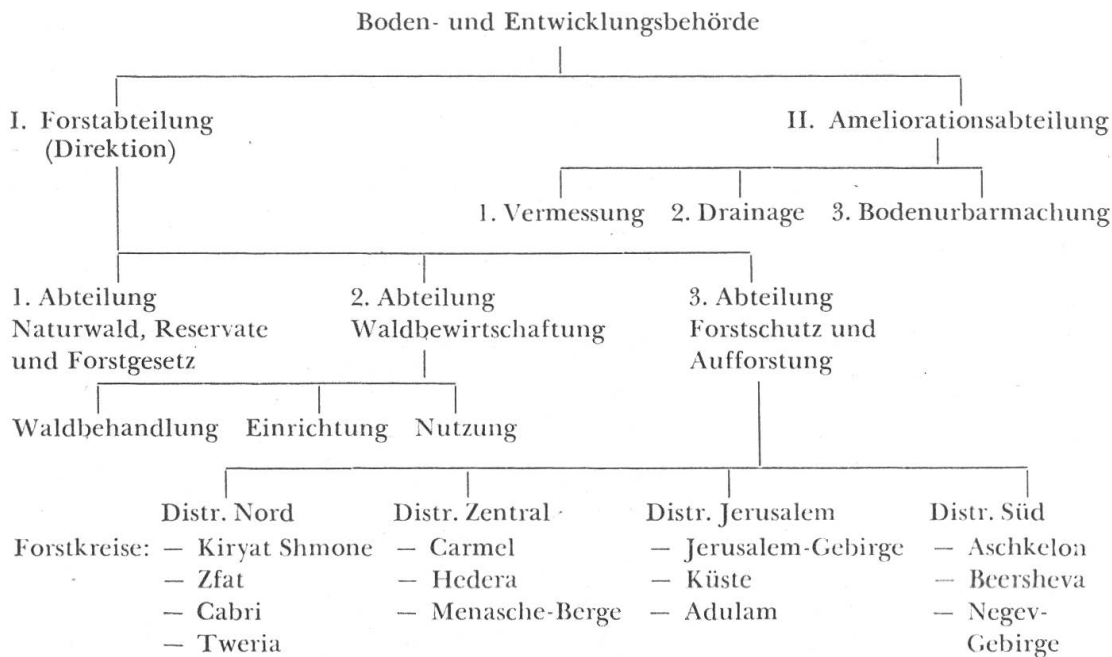 Boden- und Entwicklungsbehörde
I. Forstabteilung
(Direktion)
II. Ameliorationsabteilung
1. Vermessung 2. Drainage 3. Bodenurbarmachung
1. Abteilung
Naturwald, Reservate
und Forstgesetz
2. Abteilung
Waldbewirtschaftung
3. Abteilung
Forstschutz und
Aufforstung
Waldbehandlung Einrichtung Nutzung
Distr. Nord Distr. Zentral Distr. Jerusalem Distr. Süd
Forstkreise: — Kiryat Shmone — Carmel — Jerusalem-Gebirge — Aschkelon
— Zfat — Hedera — Küste — Beersheva
— Cabri — Menasche-Berge — Adulam — Negev-
— Tweria Gebirge